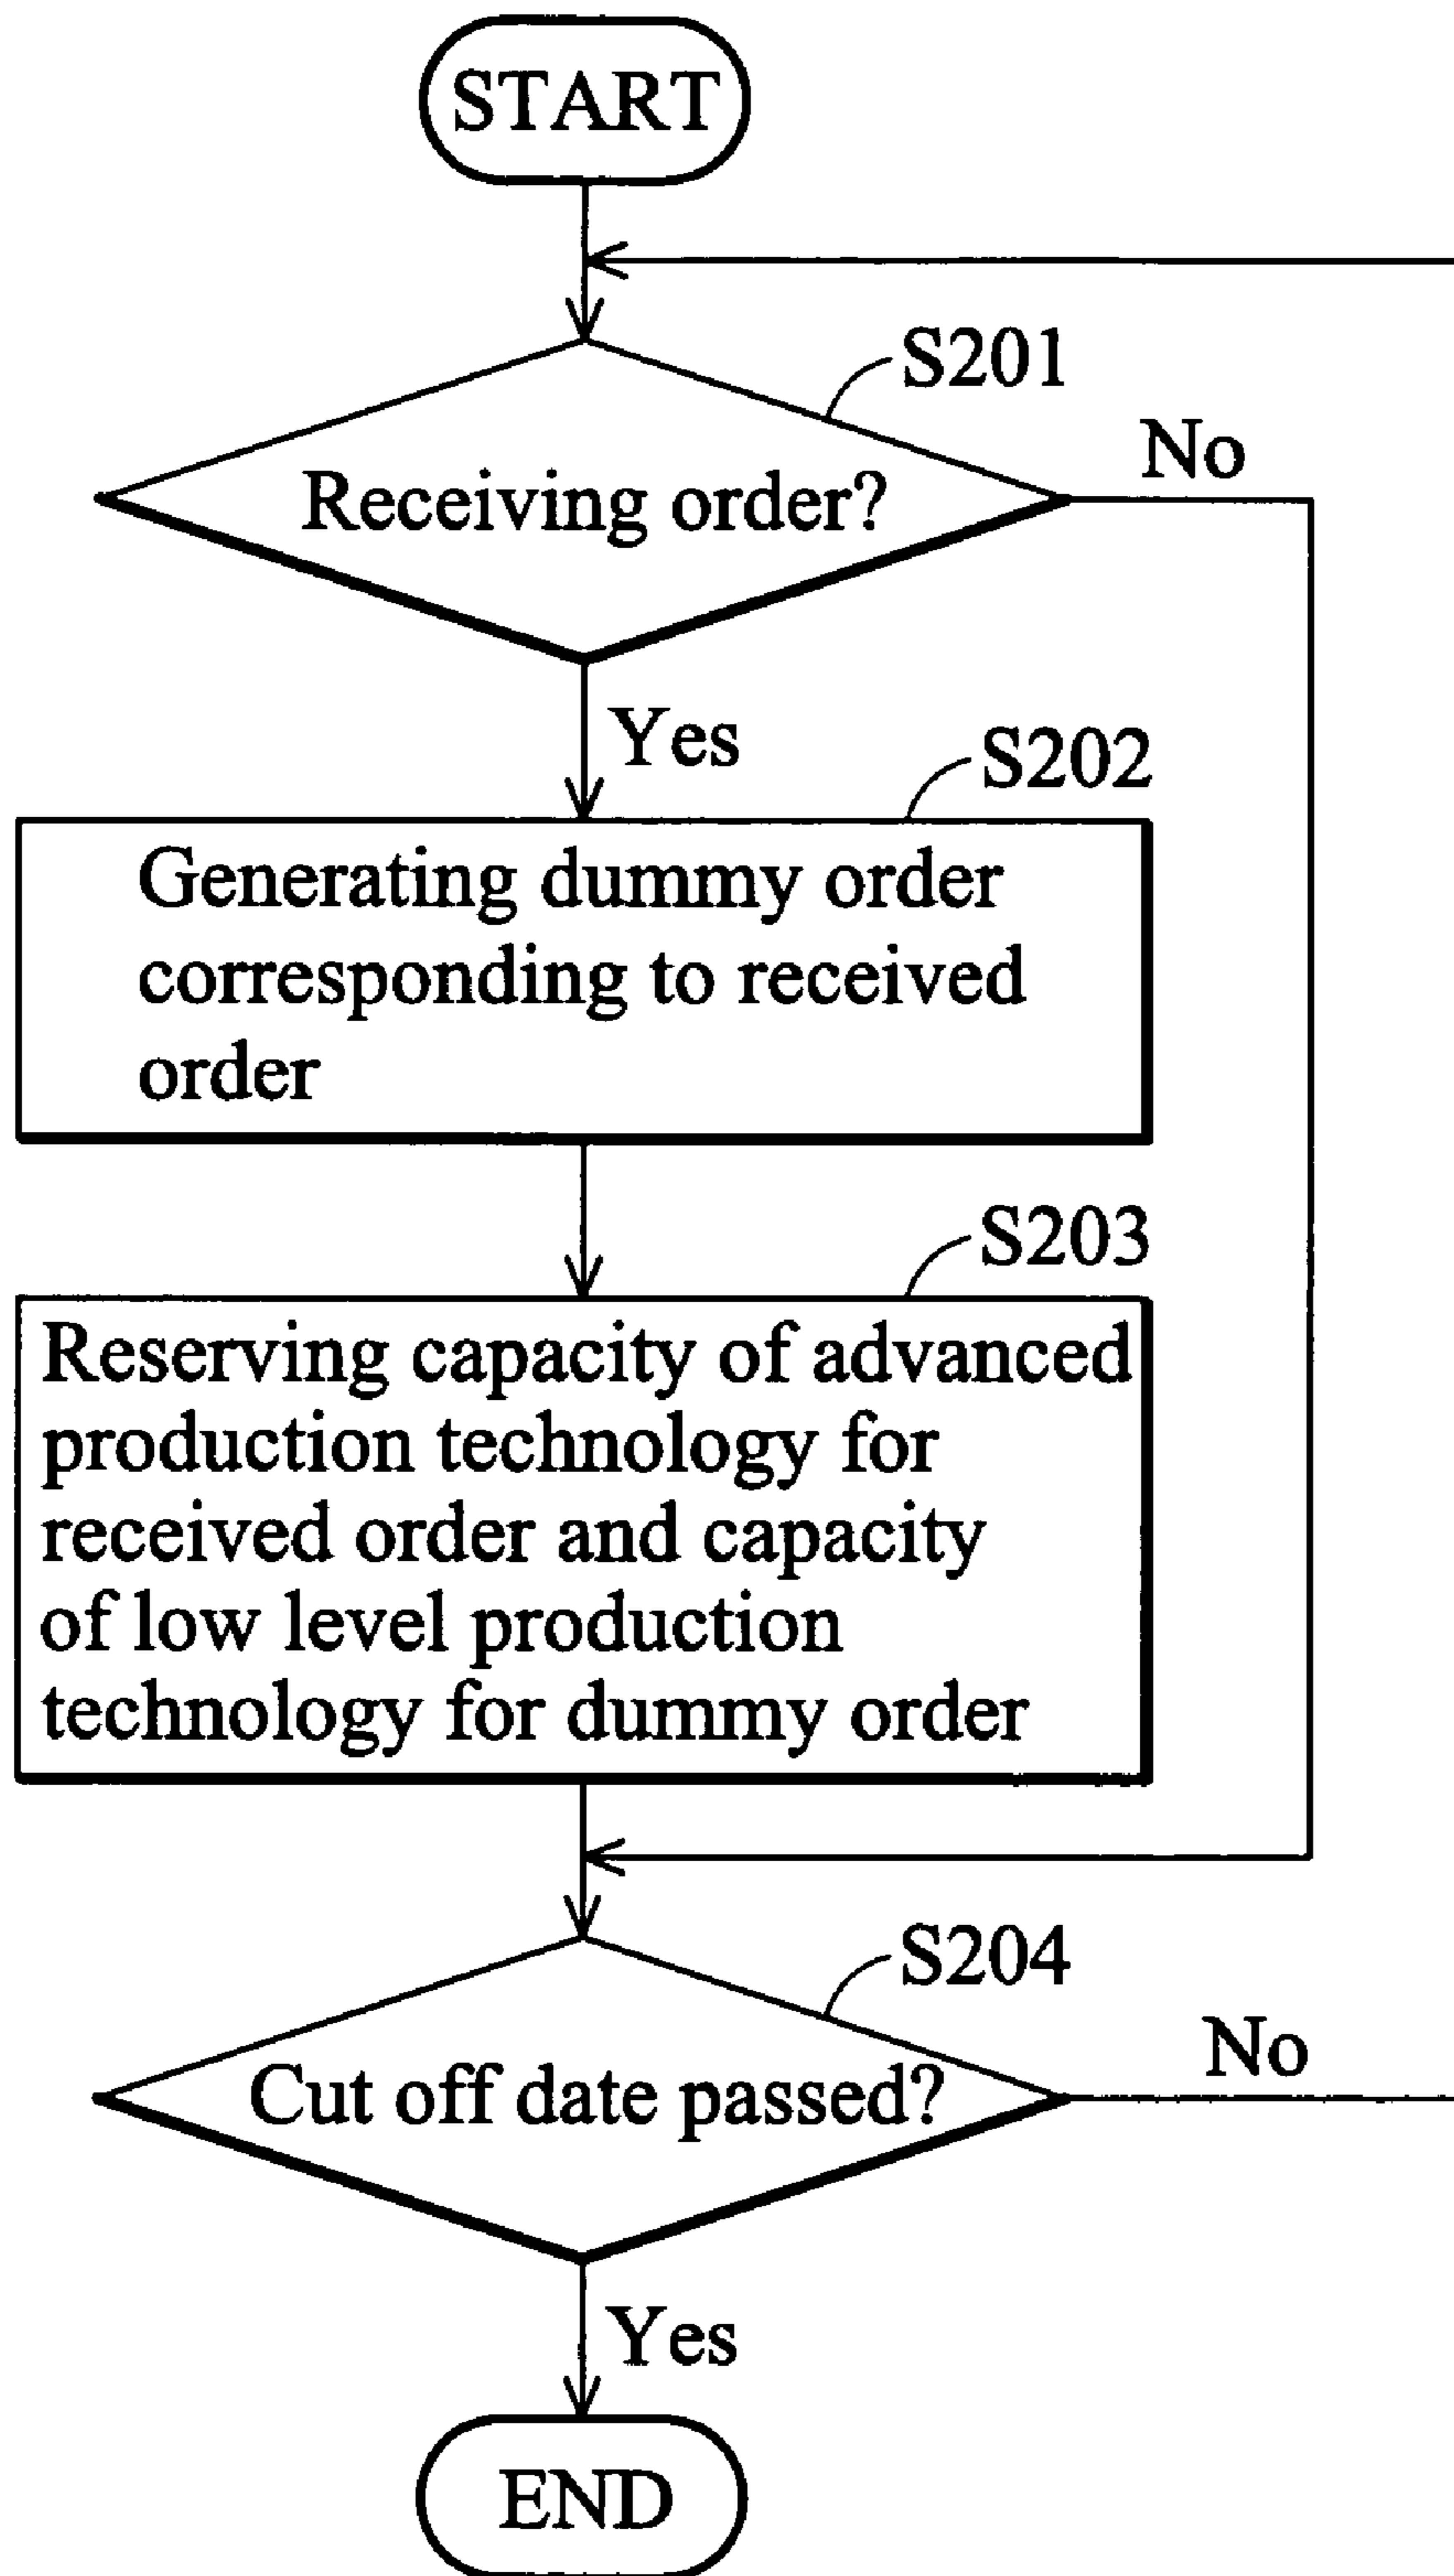 START
S201
No
Receiving order?
Yes
S202
Generating dummy order
corresponding to received
order
S203
Reserving capacity of advanced
production technology for
received order and capacity
of low level production
technology for dummy order
S204
No
Cut off date passed?
Yes
END